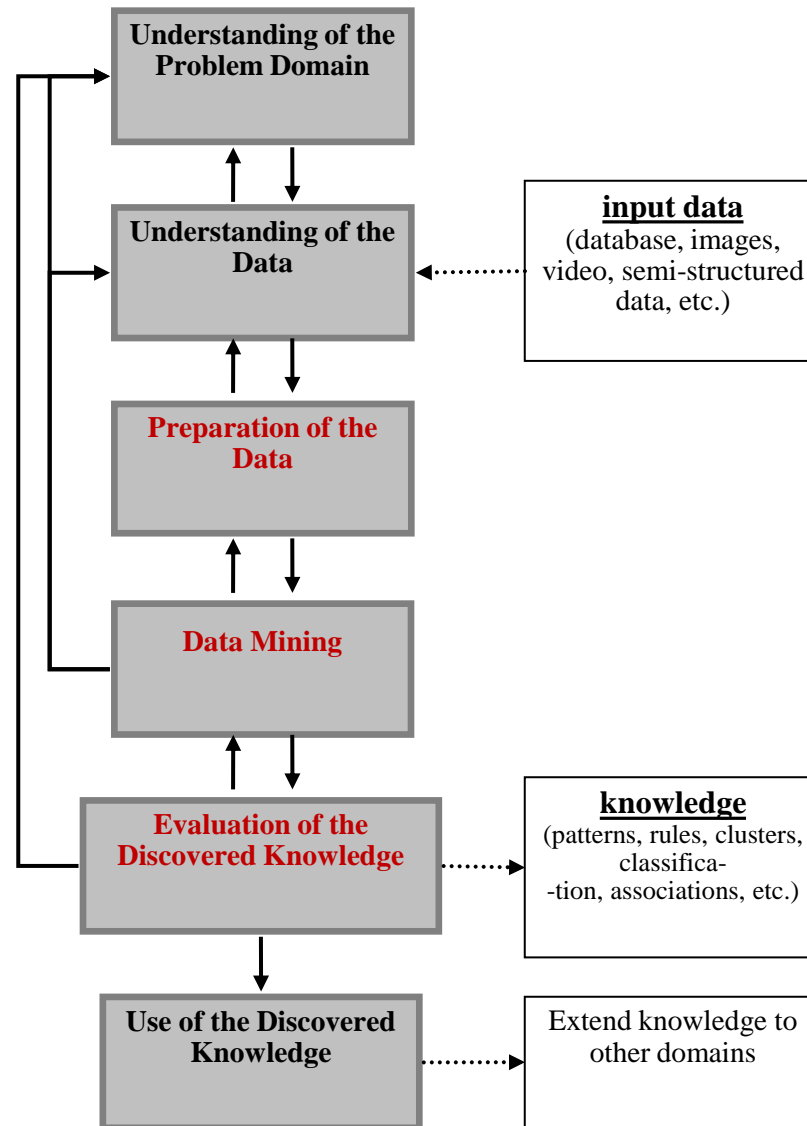 Understanding of the
Problem Domain
Understanding of the
Data
input data
(database, images,
video, semi-structured
data, etc.)
Preparation of the
Data
Data Mining
Evaluation of the
Discovered Knowledge
knowledge
(patterns, rules, clusters,
classifica-
-tion, associations, etc.)
Use of the Discovered
Knowledge
Extend knowledge to
other domains